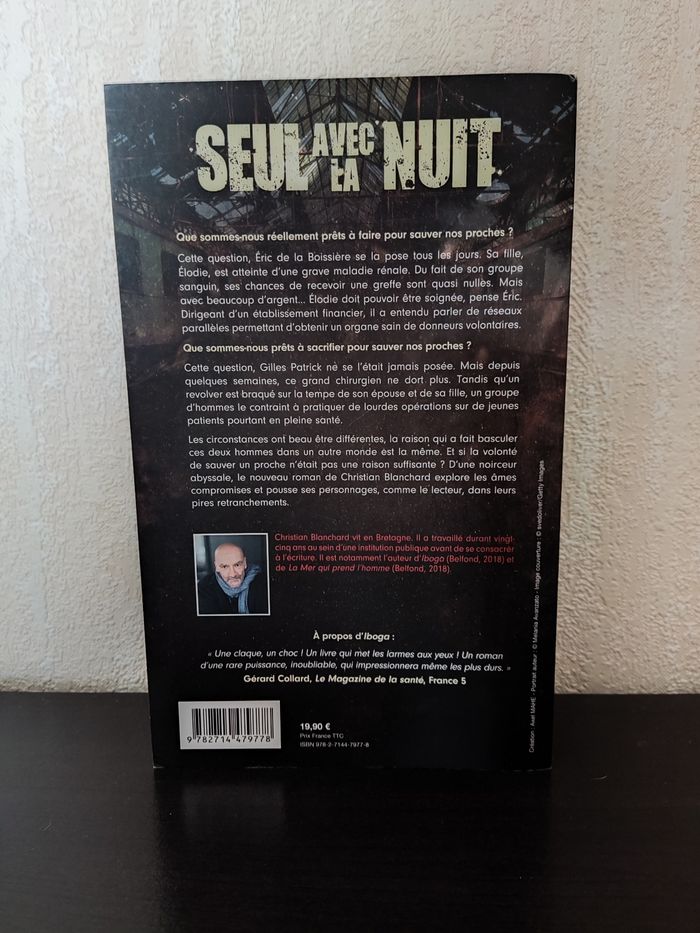 SEUL AVEC LA NUIT
Que sommes-nous réellement prêts à faire pour sauver nos proches ?
Cette question, Éric de la Boissière se la pose tous les jours. Sa fille,
Élodie, est atteinte d'une grave maladie rénale. Du fait de son groupe
sanguin, ses chances de recevoir une greffe sont quasi nulles. Mais
avec beaucoup d'argent... Élodie doit pouvoir être soignée, pense Éric.
Dirigeant d'un établissement financier, il a entendu parler de réseaux
parallèles permettant d'obtenir un organe sain de donneurs volontaires.
Que sommes-nous prêts à sacrifier pour sauver nos proches ?
Cette question, Gilles Patrick ne se l'était jamais posée. Mais depuis
quelques semaines, ce grand chirurgien ne dort plus. Tandis qu'un
revolver est braqué sur la tempe de son épouse et de sa fille, un groupe
d'hommes le contraint à pratiquer de lourdes opérations sur de jeunes
patients pourtant en pleine santé.
Les circonstances ont beau être différentes, la raison qui a fait basculer
ces deux hommes dans un autre monde est la même. Et si la volonté
de sauver un proche n'était pas une raison suffisante ? D'une noirceur
abyssale, le nouveau roman de Christian Blanchard explore les âmes
compromises et pousse ses personnages, comme le lecteur, dans leurs
pires retranchements.
Christian Blanchard vit en Bretagne. Il a travaillé durant vingt-
cinq ans au sein d'une institution publique avant de se consacrer
à l'écriture. Il est notamment l'auteur d'Iboga (Belfond, 2018) et
de La Mer qui prend l'homme (Belfond, 2018).
À propos d'Iboga :
« Une claque, un choc ! Un livre qui met les larmes aux yeux ! Un roman
d'une rare puissance, inoubliable, qui impressionnera même les plus durs. »
Gérard Collard, Le Magazine de la santé, France 5
9 782714 479778
19,90 €
Prix France TTC
ISBN 978-2-7144-7977-8
Création : Axel MAHÉ - Portrait auteur : © Melania Avanzato - Image couverture : © svedoliver/Getty Images